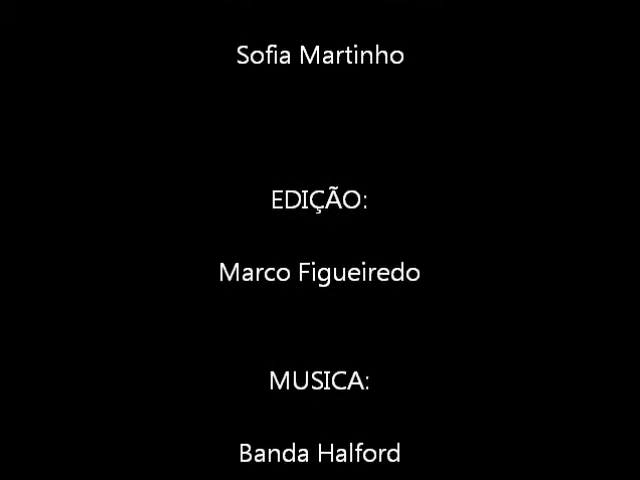 Sofia Martinho
EDIÇÃO:
Marco Figueiredo
MUSICA:
Banda Halford